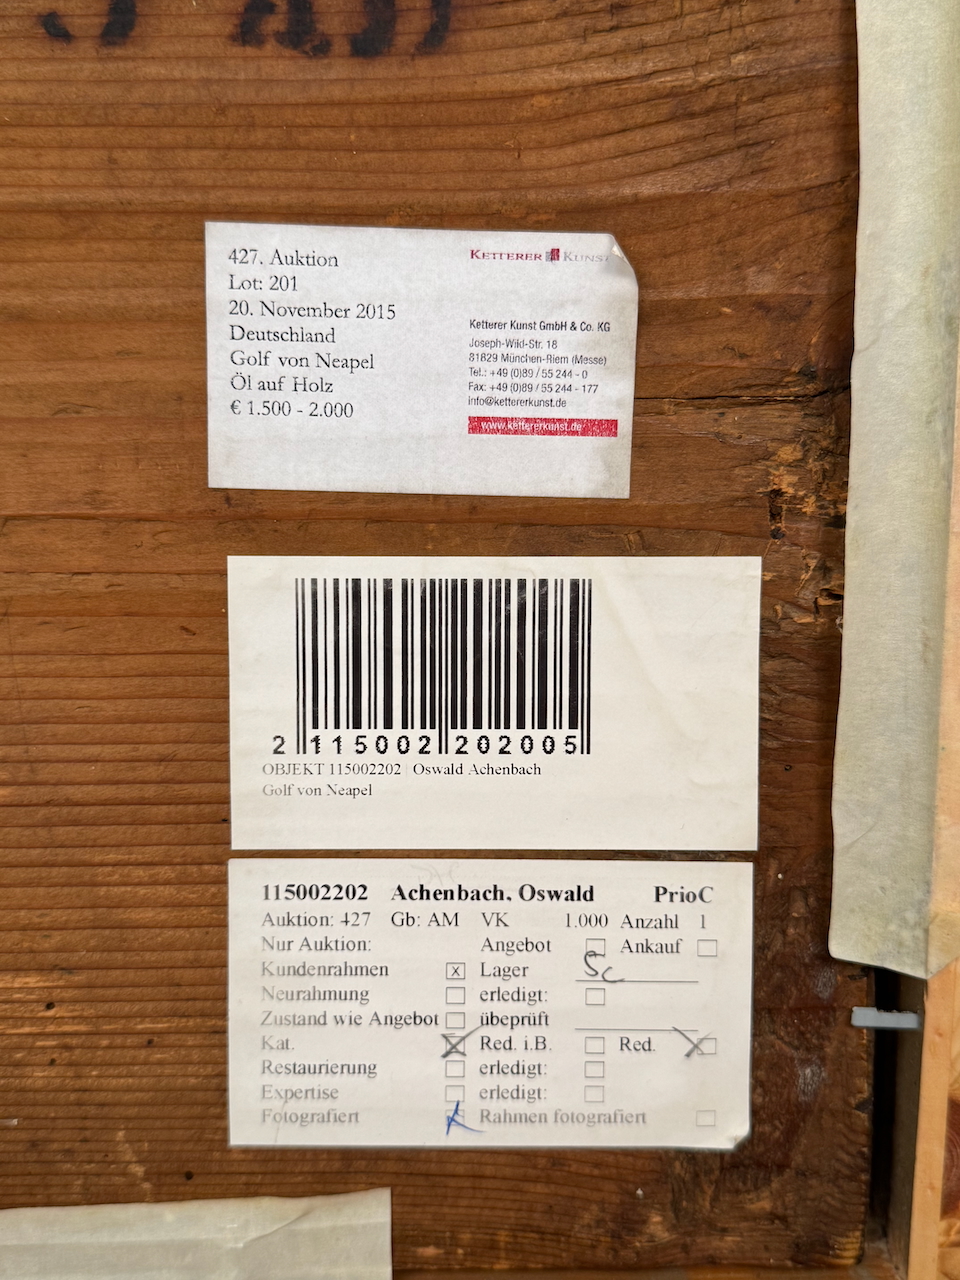 427. Auktion
Lot: 201
20. November 2015
Deutschland
Golf von Neapel
Öl auf Holz
€ 1.500 - 2.000
KETTERER KUNST
Ketterer Kunst GmbH & Co. KG
Joseph-Wild-Str. 18
81829 München-Riem (Messe)
Tel.: +49 (0)89 / 55 244 - 0
Fax: +49 (0)89 / 55 244 - 177
info@kettererkunst.de
www.kettererkunst.de
2 115002 202005
OBJEKT 115002202 | Oswald Achenbach
Golf von Neapel
115002202 Achenbach, Oswald PrioC
Auktion: 427 Gb: AM VK 1.000 Anzahl 1
Nur Auktion: Angebot Ankauf
Kundenrahmen x Lager Sc
Neurahmung erledigt:
Zustand wie Angebot übeprüft
Kat. Red. i.B. Red.
Restaurierung erledigt:
Expertise erledigt:
Fotografiert Rahmen fotografiert